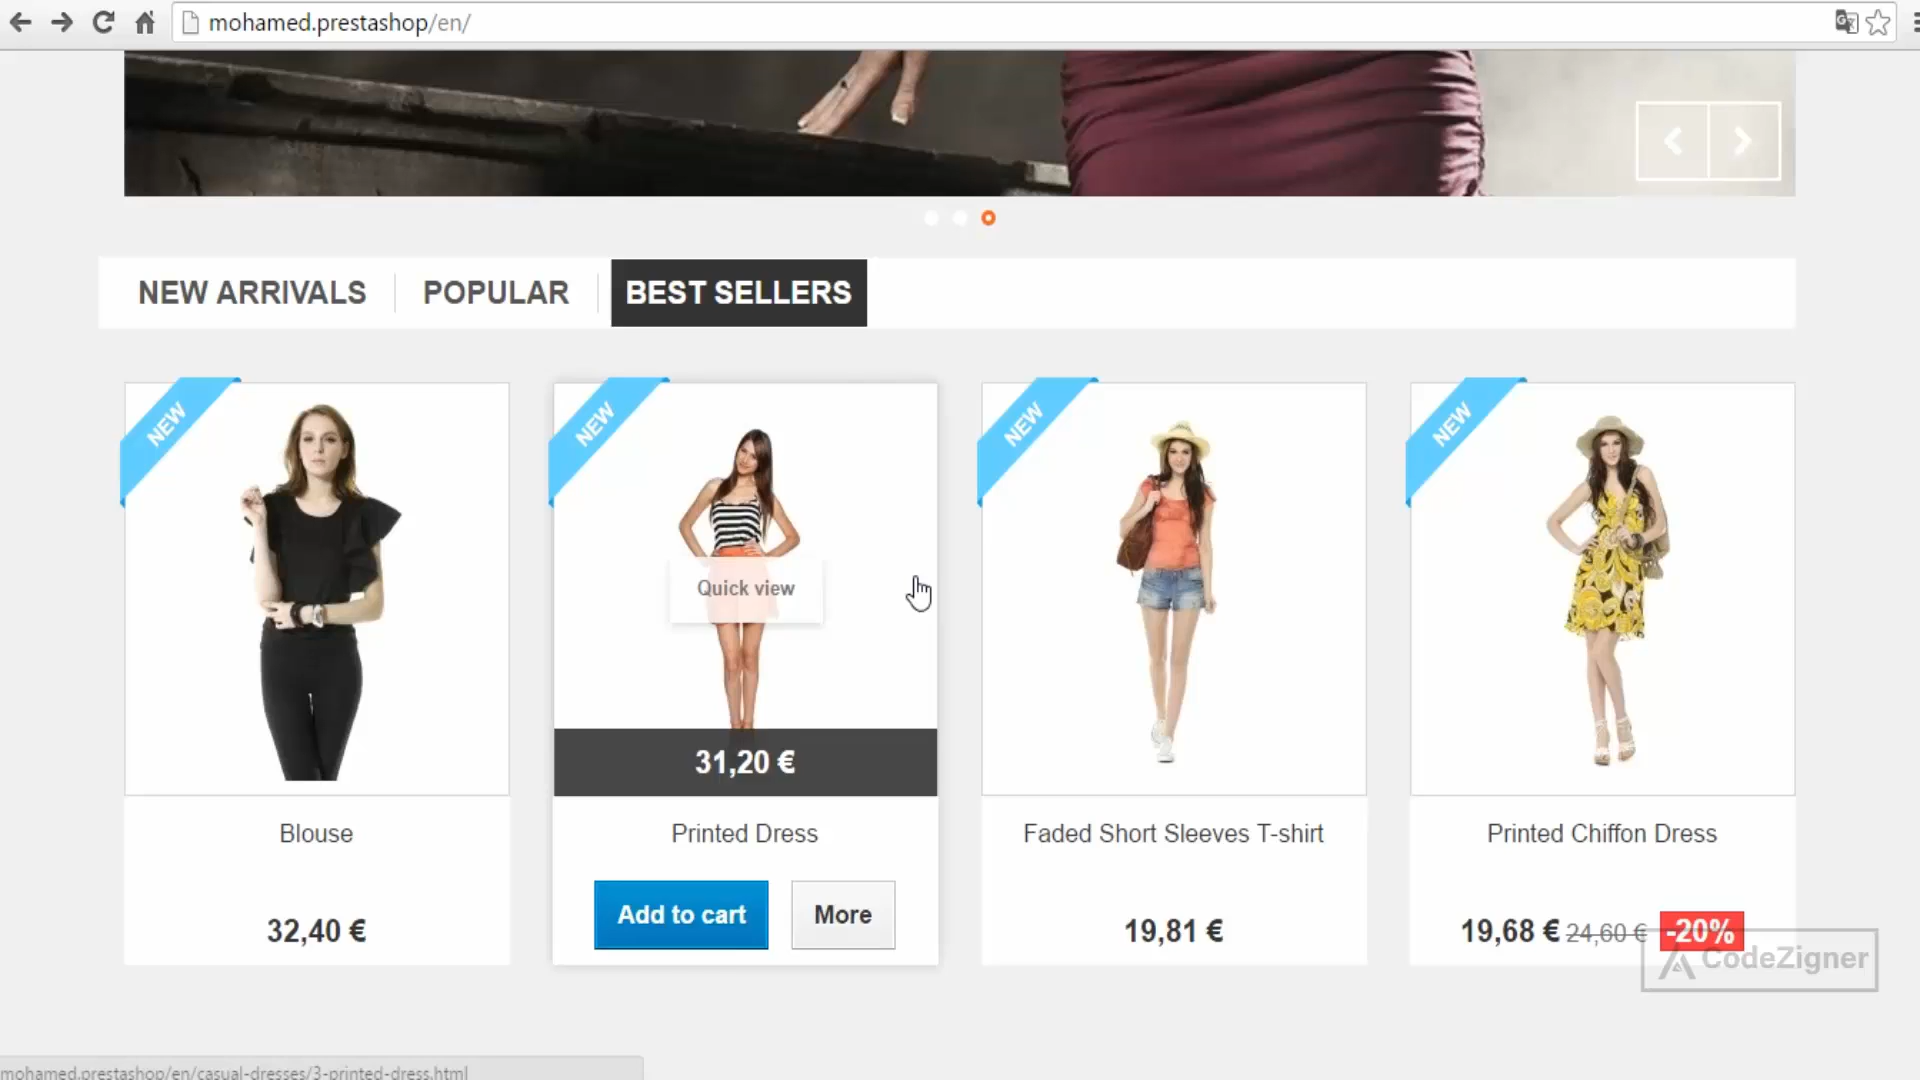 mohamed.prestashop/en/
NEW ARRIVALS
POPULAR
BEST SELLERS
NEW
NEW
NEW
NEW
Quick view
31,20 €
Blouse
Printed Dress
Faded Short Sleeves T-shirt
Printed Chiffon Dress
32,40 €
Add to cart
More
19,81 €
19,68 € 24,60 € -20%
CodeZigner
mohamed.prestashop/en/casual-dresses/3-printed-dress.html